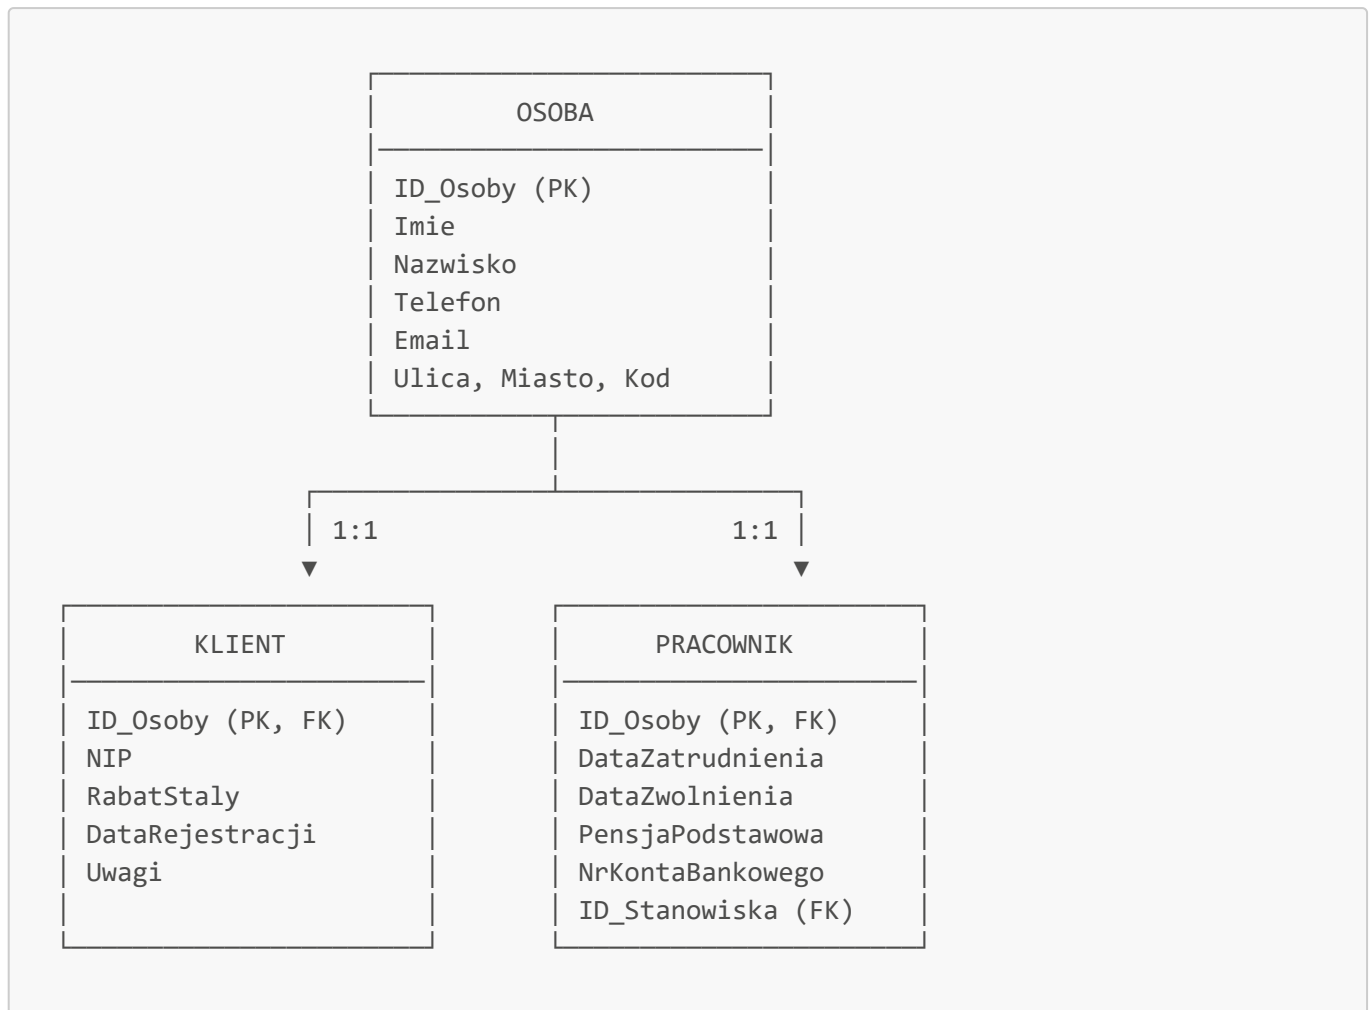 OSOBA
ID_Osoby (PK)
Imie
Nazwisko
Telefon
Email
Ulica, Miasto, Kod
1:1 1:1
KLIENT
ID_Osoby (PK, FK)
NIP
RabatStaly
DataRejestracji
Uwagi
PRACOWNIK
ID_Osoby (PK, FK)
DataZatrudnienia
DataZwolnienia
PensjaPodstawowa
NrKontaBankowego
ID_Stanowiska (FK)